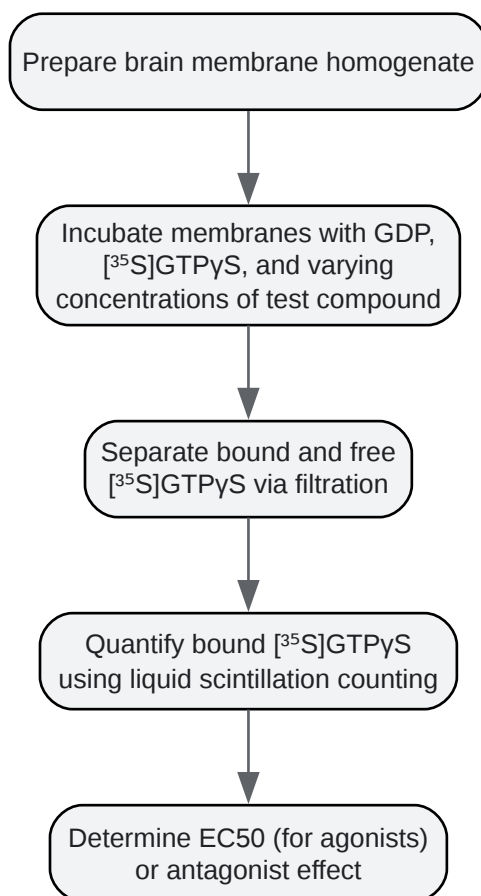 Prepare brain membrane homogenate
Incubate membranes with GDP,
[³⁵S]GTPγS, and varying
concentrations of test compound
Separate bound and free
[³⁵S]GTPγS via filtration
Quantify bound [³⁵S]GTPγS
using liquid scintillation counting
Determine EC50 (for agonists)
or antagonist effect